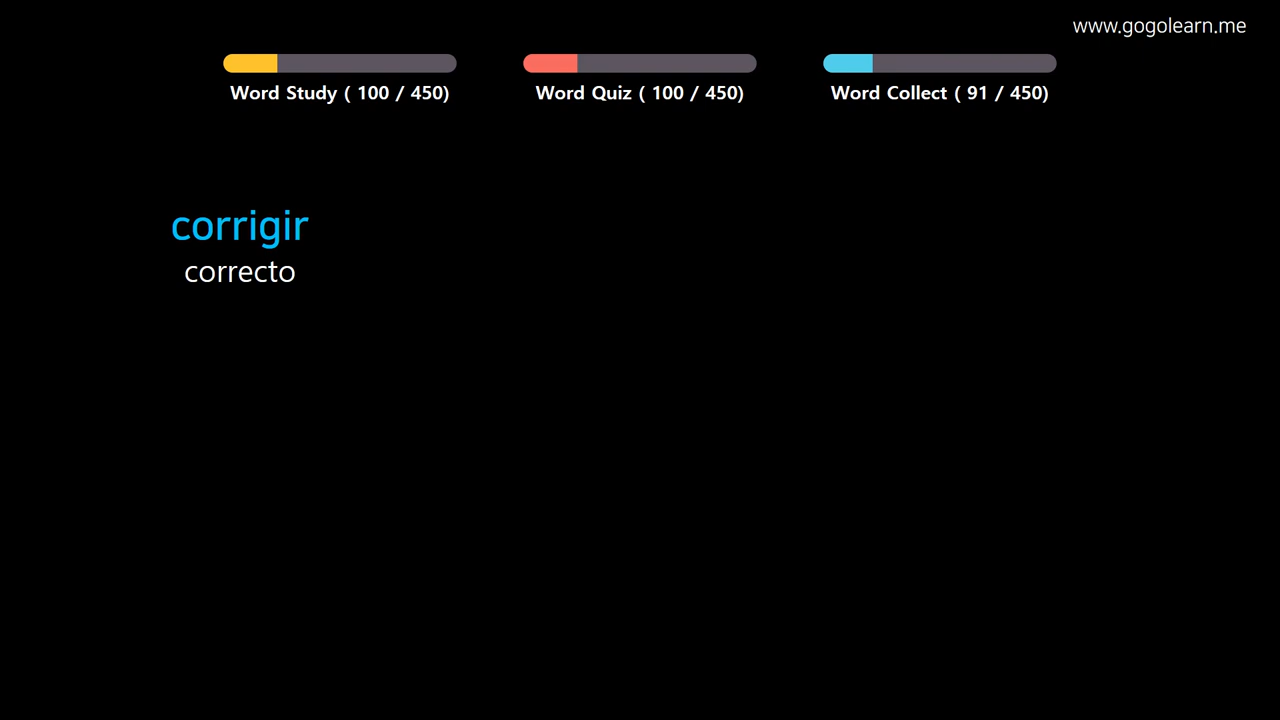 www.gogolearn.me
Word Study ( 100 / 450)
Word Quiz ( 100 / 450)
Word Collect ( 91 / 450)
corrigir
correcto